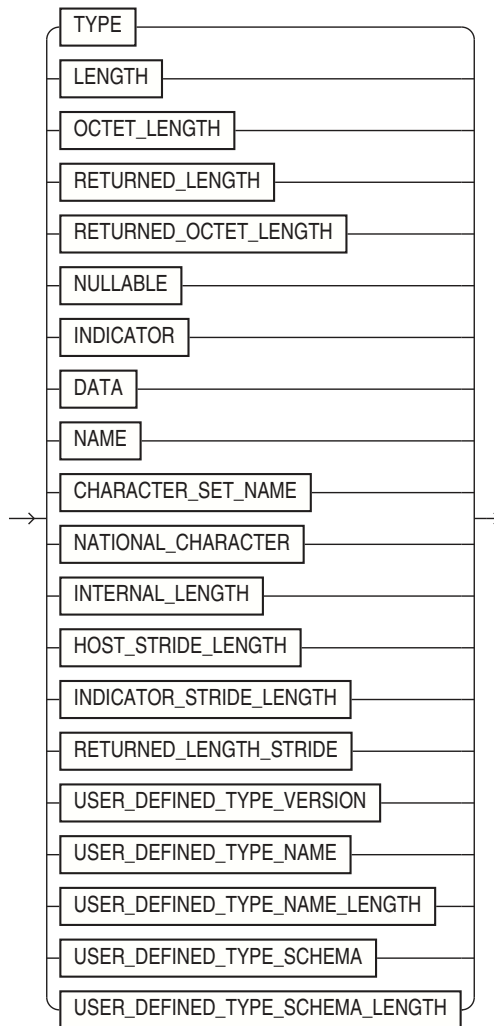 TYPE
LENGTH
OCTET_LENGTH
RETURNED_LENGTH
RETURNED_OCTET_LENGTH
NULLABLE
INDICATOR
DATA
NAME
CHARACTER_SET_NAME
NATIONAL_CHARACTER
INTERNAL_LENGTH
HOST_STRIDE_LENGTH
INDICATOR_STRIDE_LENGTH
RETURNED_LENGTH_STRIDE
USER_DEFINED_TYPE_VERSION
USER_DEFINED_TYPE_NAME
USER_DEFINED_TYPE_NAME_LENGTH
USER_DEFINED_TYPE_SCHEMA
USER_DEFINED_TYPE_SCHEMA_LENGTH